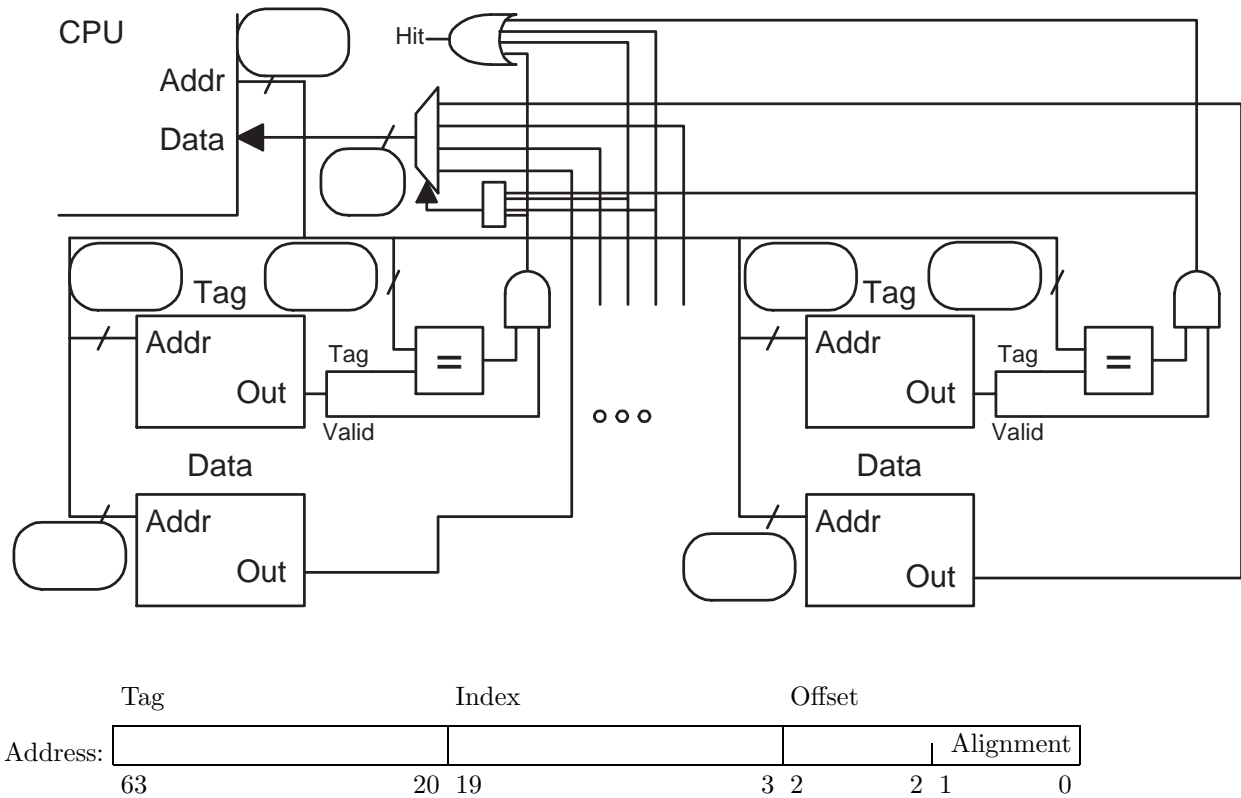 CPU
Hit
Addr
Data
Tag
Tag
Addr
Tag
=
Addr
Tag
=
Out
Out
Valid
Valid
Data
Data
Addr
Addr
Out
Out
Tag Index Offset
Address: Alignment
63 20 19 3 2 2 1 0